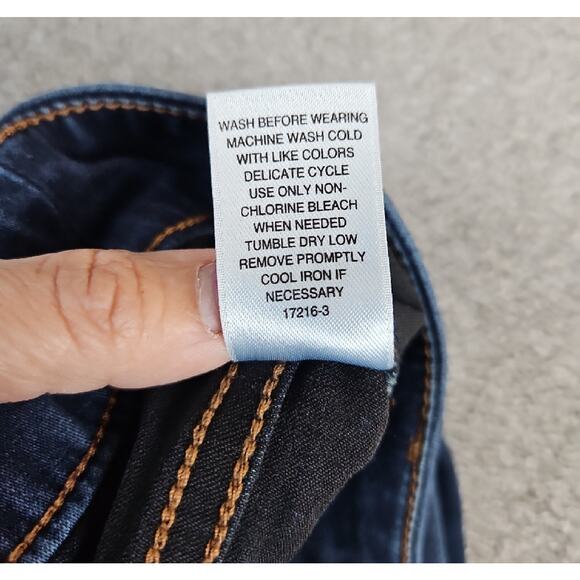 WASH BEFORE WEARING
MACHINE WASH COLD
WITH LIKE COLORS
DELICATE CYCLE
USE ONLY NON-
CHLORINE BLEACH
WHEN NEEDED
TUMBLE DRY LOW
REMOVE PROMPTLY
COOL IRON IF
NECESSARY
17216-3